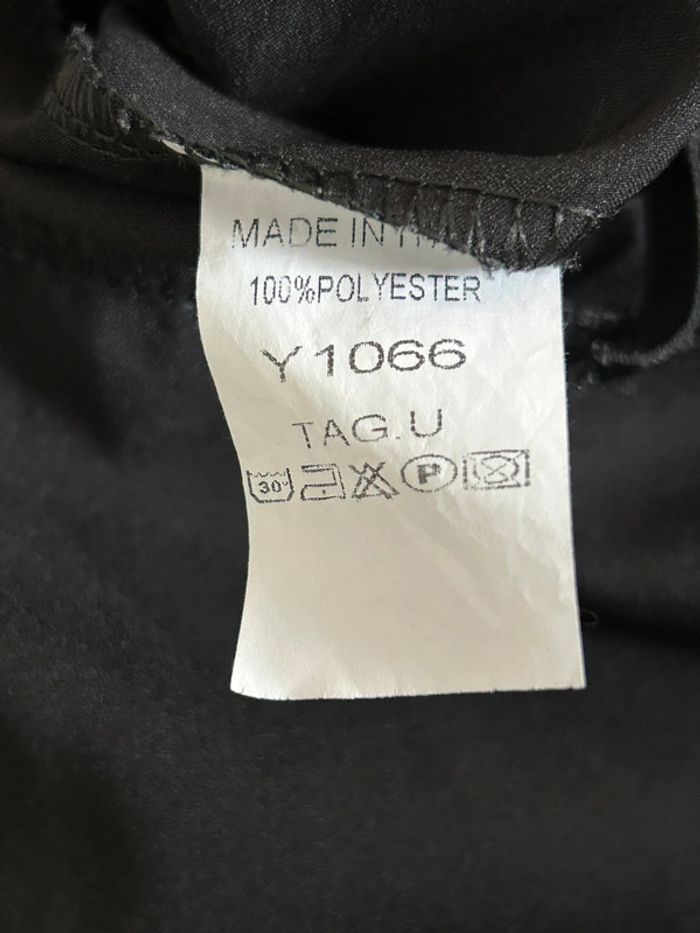 MADE IN
100%POLYESTER
Y1066
TAG.U
30° P